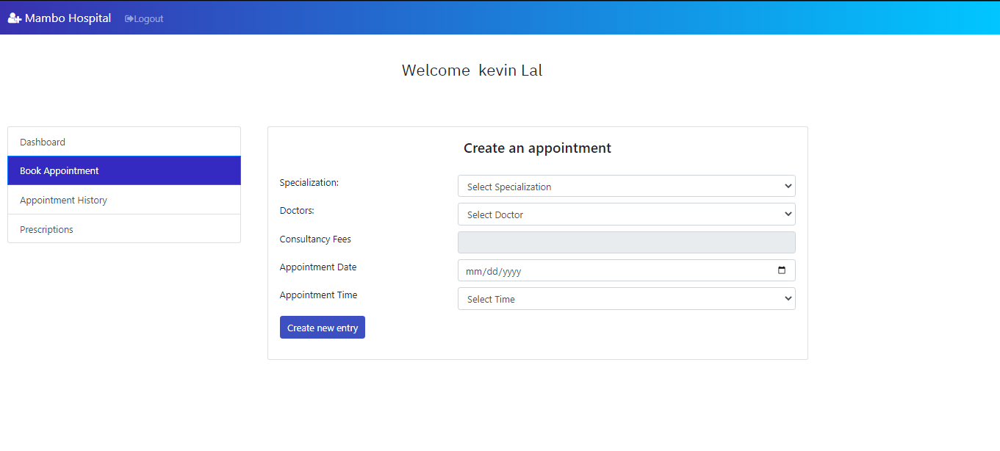 Mambo Hospital Logout
Welcome kevin Lal
Dashboard
Book Appointment
Appointment History
Prescriptions
Create an appointment
Specialization: Select Specialization
Doctors: Select Doctor
Consultancy Fees
Appointment Date mm/dd/yyyy
Appointment Time Select Time
Create new entry